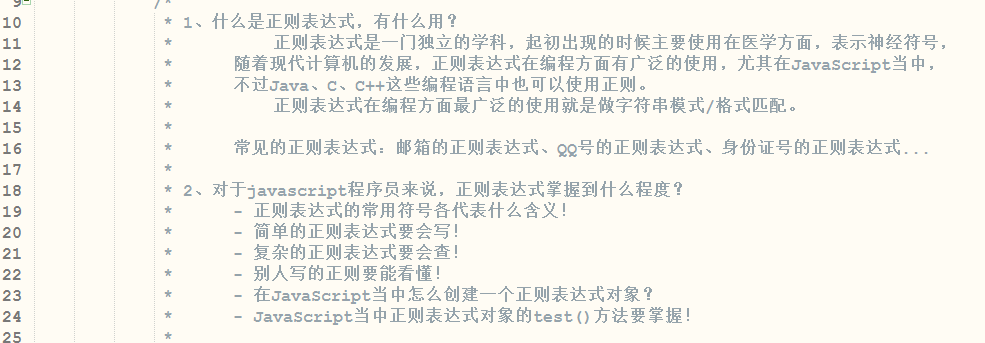 9 /*
10 * 1、什么是正则表达式，有什么用？
11 * 正则表达式是一门独立的学科，起初出现的时候主要使用在医学方面，表示神经符号，
12 * 随着现代计算机的发展，正则表达式在编程方面有广泛的使用，尤其在JavaScript当中，
13 * 不过Java、C、C++这些编程语言中也可以使用正则。
14 * 正则表达式在编程方面最广泛的使用就是做字符串模式/格式匹配。
15 *
16 * 常见的正则表达式：邮箱的正则表达式、QQ号的正则表达式、身份证号的正则表达式...
17 *
18 * 2、对于javascript程序员来说，正则表达式掌握到什么程度？
19 * - 正则表达式的常用符号各代表什么含义！
20 * - 简单的正则表达式要会写！
21 * - 复杂的正则表达式要会查！
22 * - 别人写的正则要能看懂！
23 * - 在JavaScript当中怎么创建一个正则表达式对象？
24 * - JavaScript当中正则表达式对象的test()方法要掌握！
25 *